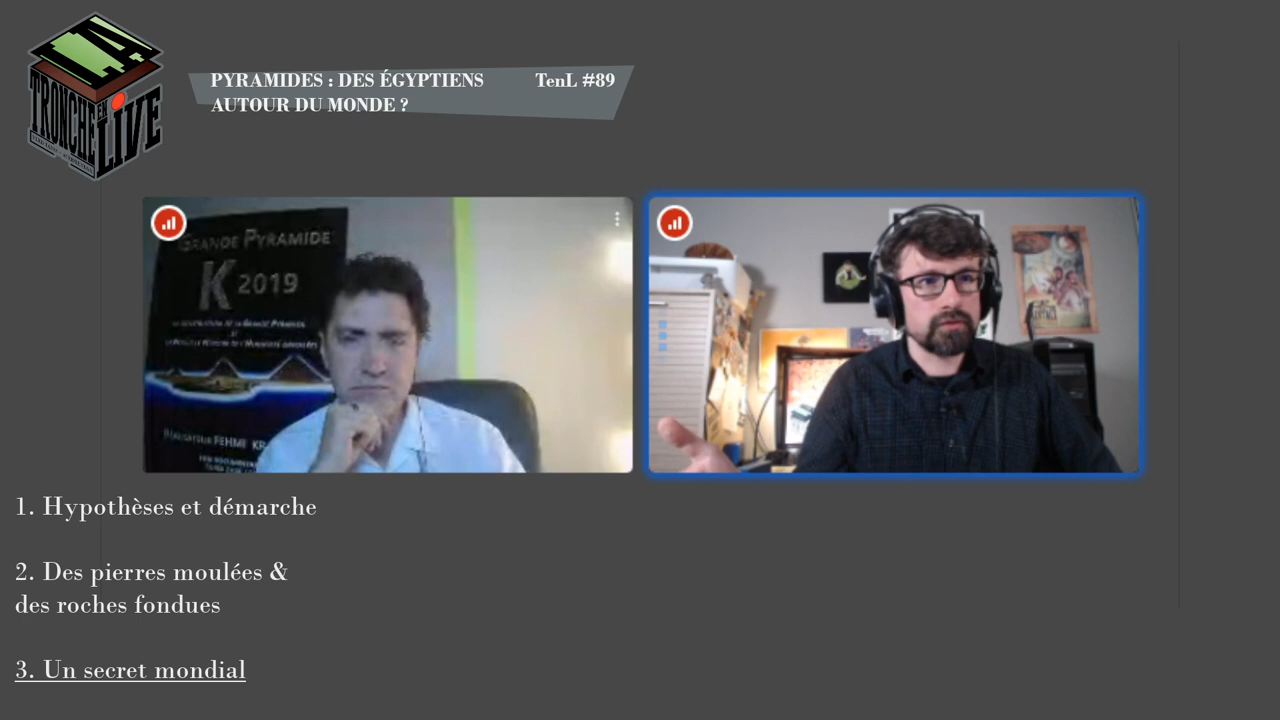 LA
TRONCHE
EN
LIVE
PYRAMIDES : DES ÉGYPTIENS
AUTOUR DU MONDE ?
TenL #89
GRANDE PYRAMIDE
K 2019
1. Hypothèses et démarche
2. Des pierres moulées &
des roches fondues
3. Un secret mondial